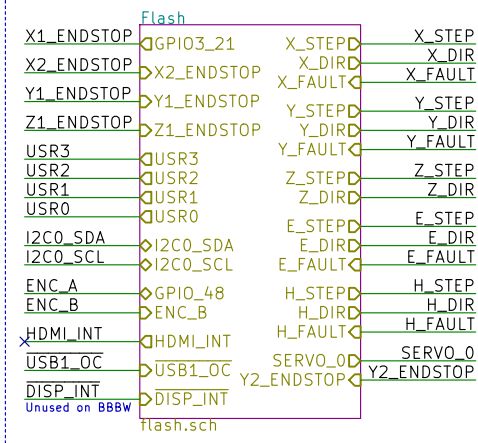 Flash
X1_ENDSTOP GPIO3_21 X_STEP X_STEP
X_DIR X_DIR
X2_ENDSTOP X2_ENDSTOP X_FAULT X_FAULT
Y1_ENDSTOP Y1_ENDSTOP Y_STEP Y_STEP
Z1_ENDSTOP Z1_ENDSTOP Y_DIR Y_DIR
USR3 USR3 Y_FAULT Y_FAULT
USR2 USR2 Z_STEP Z_STEP
USR1 USR1 Z_DIR Z_DIR
USR0 USR0 E_STEP E_STEP
I2C0_SDA I2C0_SDA E_DIR E_DIR
I2C0_SCL I2C0_SCL E_FAULT E_FAULT
ENC_A GPIO_48 H_STEP H_STEP
ENC_B ENC_B H_DIR H_DIR
HDMI_INT HDMI_INT H_FAULT H_FAULT
USB1_OC USB1_OC SERVO_0 SERVO_0
Y2_ENDSTOP Y2_ENDSTOP
DISP_INT DISP_INT
Unused on BBBW
flash.sch